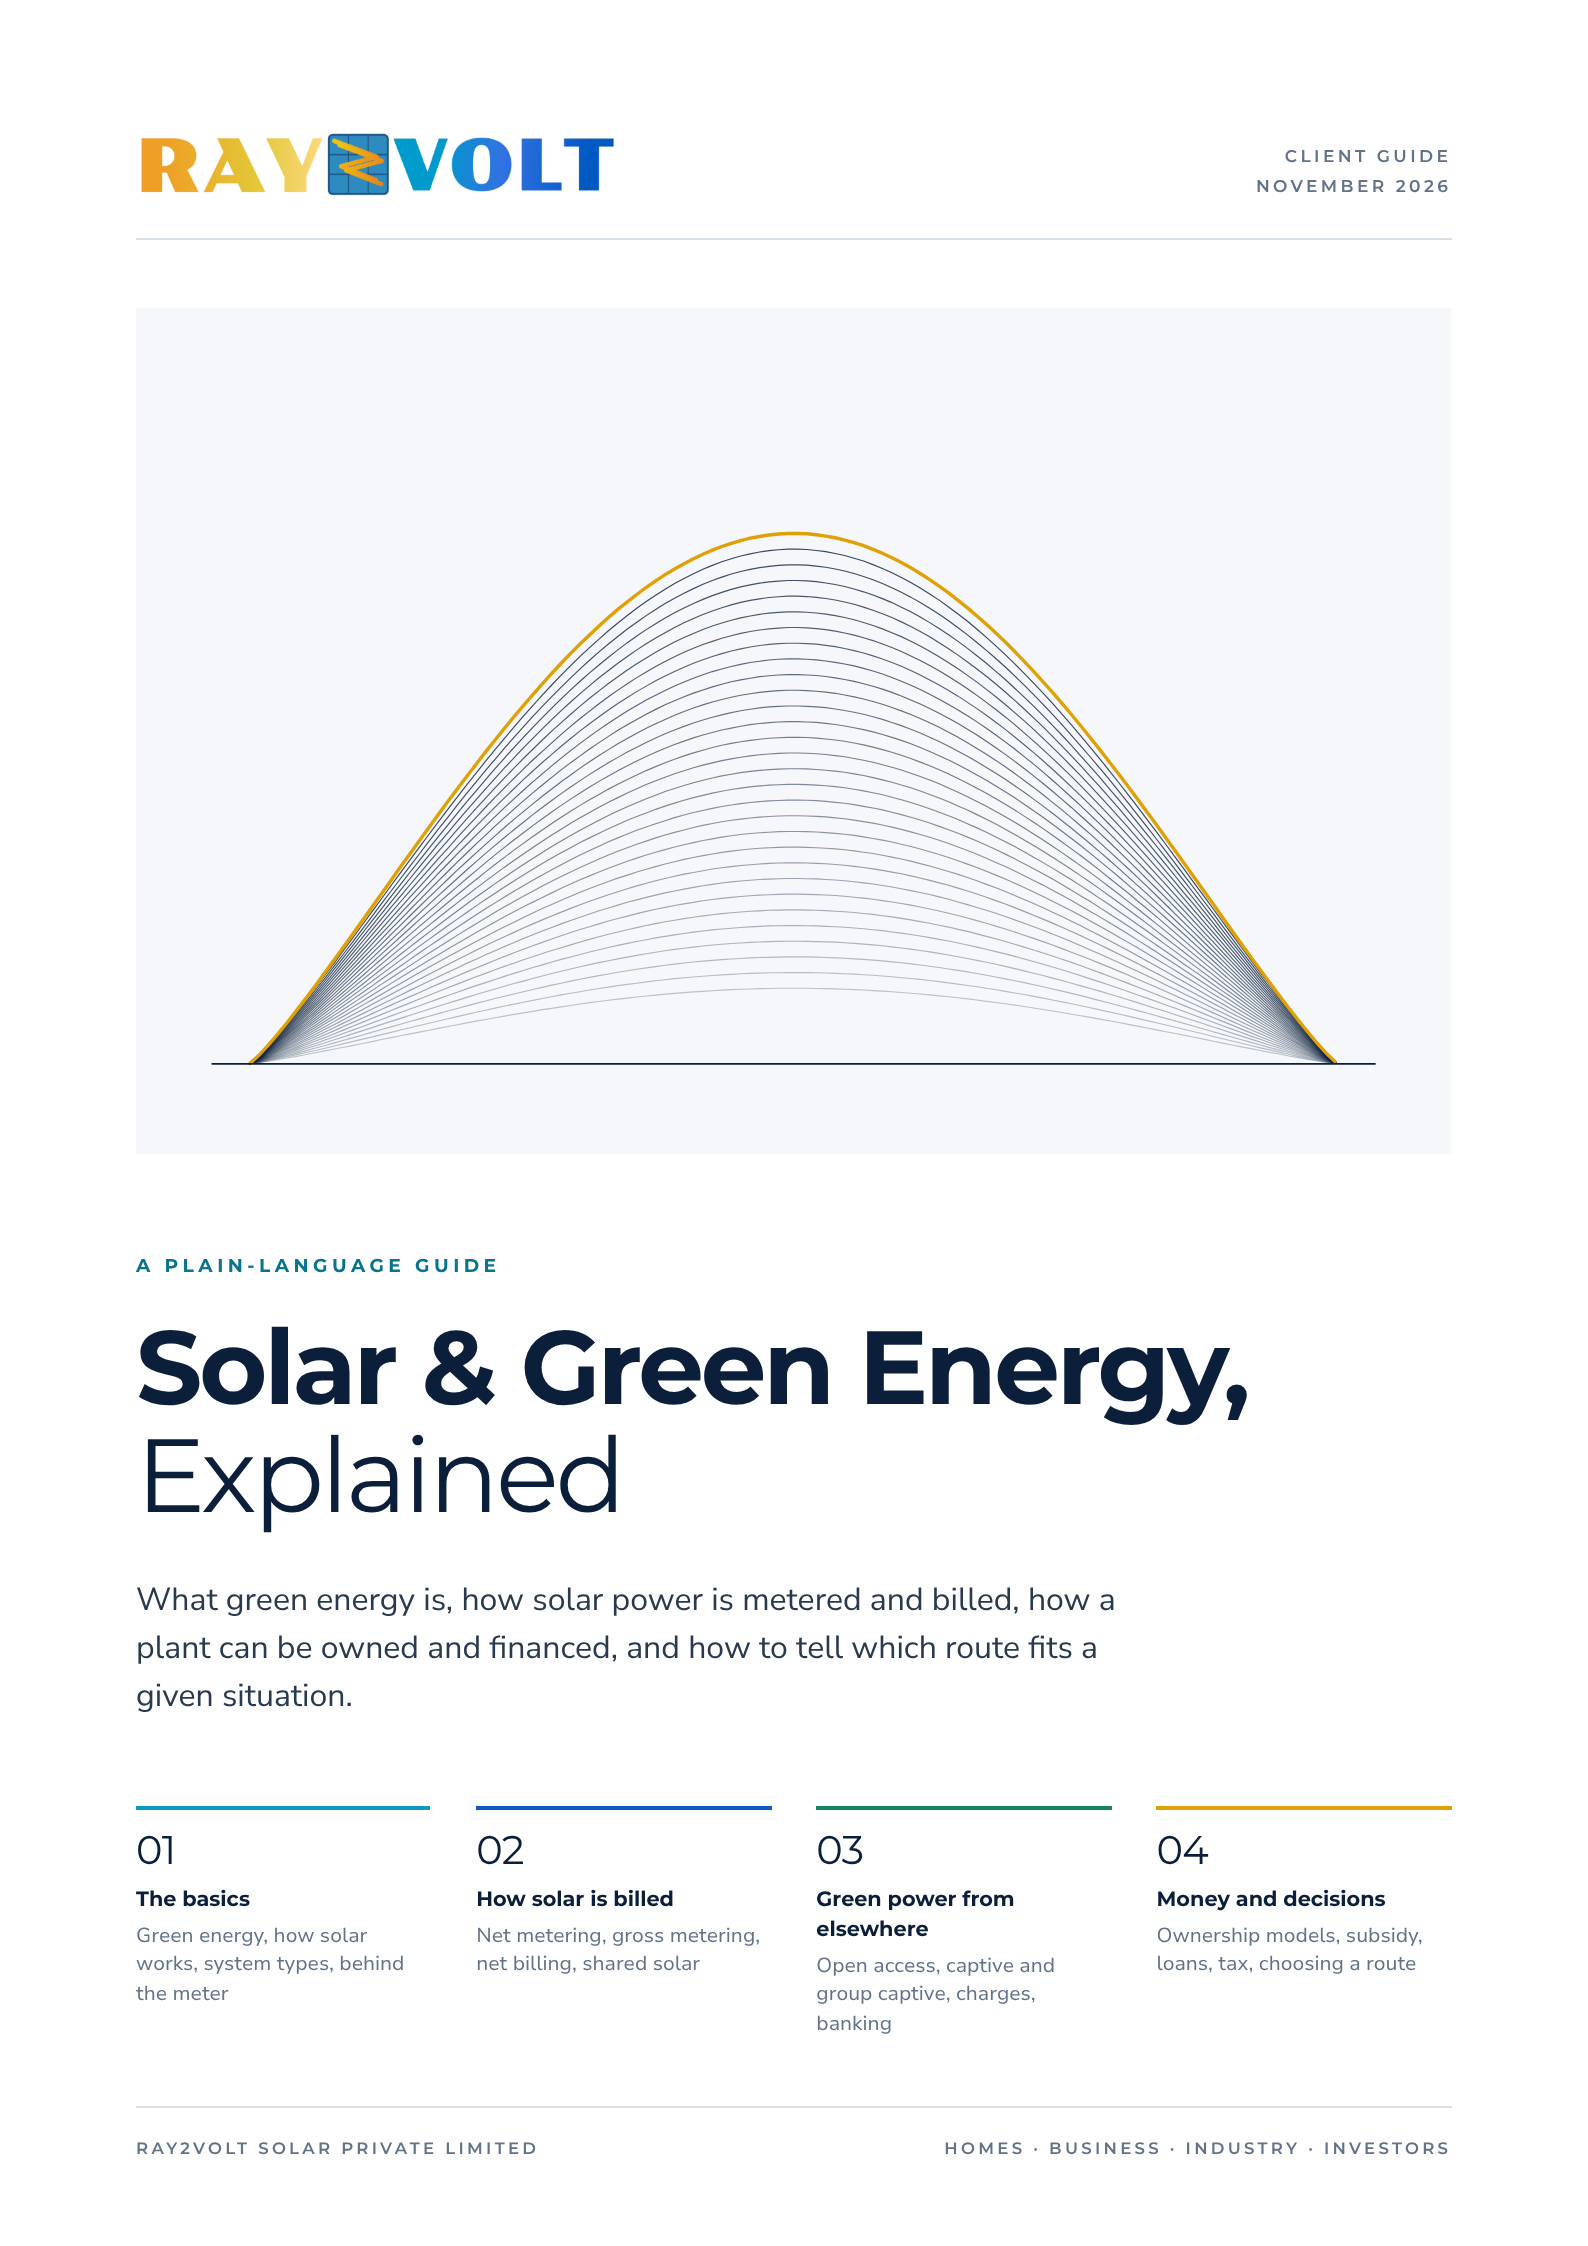 RAY2VOLT
CLIENT GUIDE
NOVEMBER 2026
A PLAIN-LANGUAGE GUIDE
Solar & Green Energy,
Explained
What green energy is, how solar power is metered and billed, how a
plant can be owned and financed, and how to tell which route fits a
given situation.
01
The basics
Green energy, how solar
works, system types, behind
the meter
02
How solar is billed
Net metering, gross metering,
net billing, shared solar
03
Green power from
elsewhere
Open access, captive and
group captive, charges,
banking
04
Money and decisions
Ownership models, subsidy,
loans, tax, choosing a route
RAY2VOLT SOLAR PRIVATE LIMITED
HOMES · BUSINESS · INDUSTRY · INVESTORS